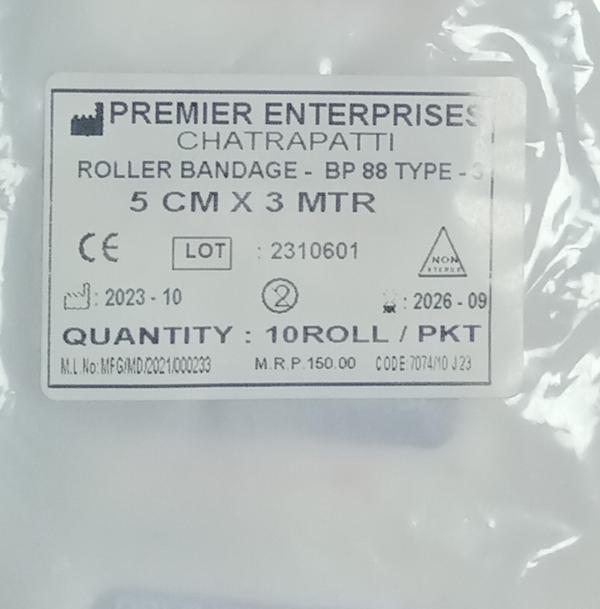 PREMIER ENTERPRISES
CHATRAPATTI
ROLLER BANDAGE - BP 88 TYPE - 3
5 CM X 3 MTR
CE LOT : 2310601 NON STERILE
: 2023 - 10 2 : 2026 - 09
QUANTITY : 10ROLL / PKT
M.L.No:MFG/MD/2021/000233 M.R.P.150.00 CODE:7074/10 J 23